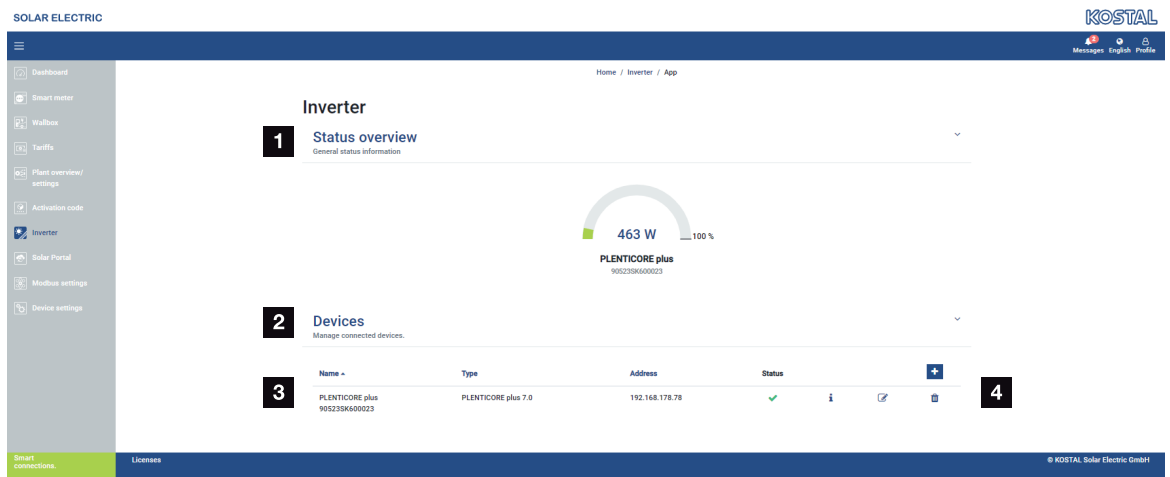 SOLAR ELECTRIC
KOSTAL
2
Messages English Profile
Dashboard
Smart meter
Wallbox
Tariffs
Plant overview/
settings
Activation code
Inverter
Solar Portal
Modbus settings
Device settings
Home / Inverter / App
Inverter
1
Status overview
General status information
463 W
100 %
PLENTICORE plus
90523SK600023
2
Devices
Manage connected devices.
Name Type Address Status
3
PLENTICORE plus PLENTICORE plus 7.0 192.168.178.78
90523SK600023
4
Smart
connections.
Licenses
© KOSTAL Solar Electric GmbH